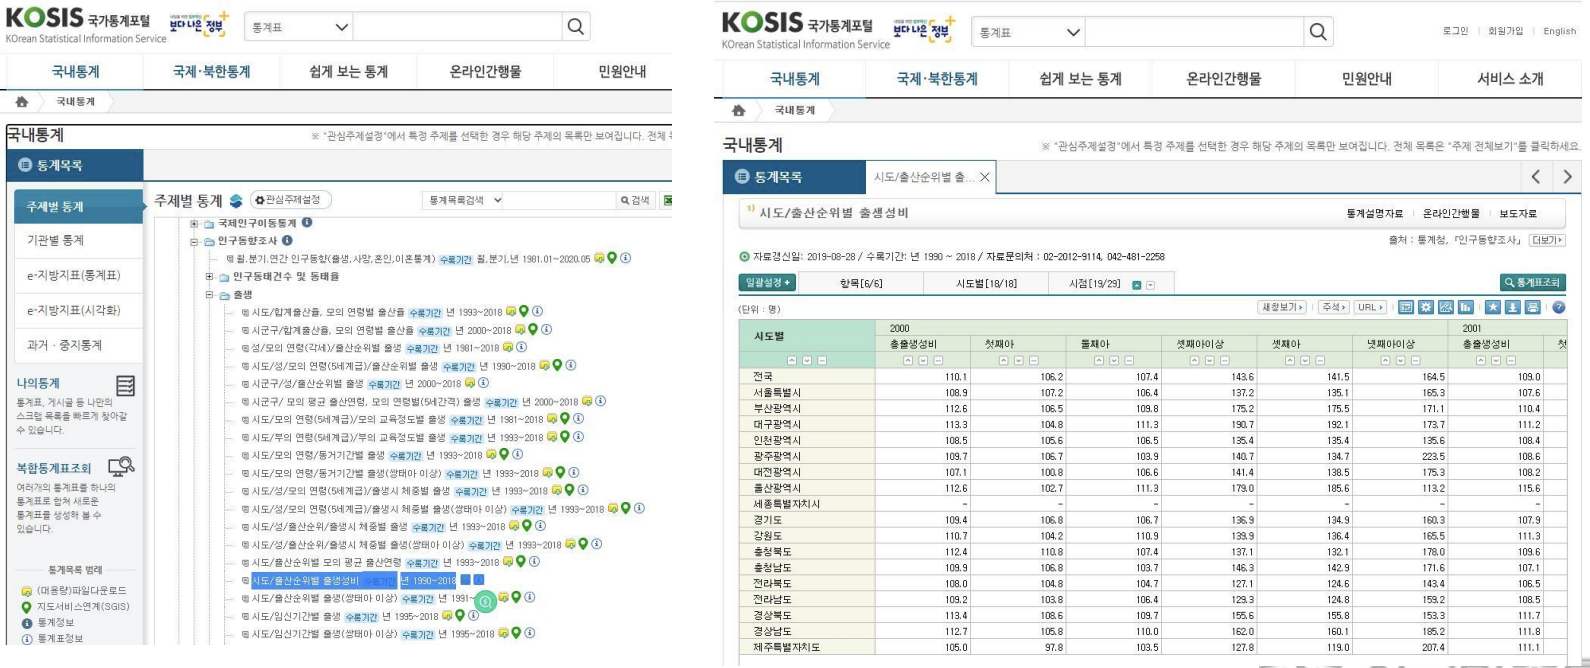 KOSIS 국가통계포털
KOrean Statistical Information Service
보다나은 정부
통계표
국내통계 국제·북한통계 쉽게 보는 통계 온라인간행물 민원안내
국내통계
국내통계
※ "관심주제설정"에서 특정 주제를 선택한 경우 해당 주제의 목록만 보여집니다. 전체
통계목록
주제별 통계
기관별 통계
e-지방지표(통계표)
e-지방지표(시각화)
과거·중지통계
나의통계
통계표, 게시글 등 나만의
스크랩 목록을 빠르게 찾아갈
수 있습니다.
복합통계표조회
여러개의 통계표를 하나의
통계표로 합쳐 새로운
통계표를 생성해 볼 수
있습니다.
통계목록 범례
(대용량)파일다운로드
지도서비스연계(SGIS)
통계정보
통계표정보
주제별 통계 관심주제설정 통계목록검색 검색
국제인구이동통계
인구동향조사
월,분기,연간 인구동향(출생,사망,혼인,이혼통계) 수록기간 월,분기,년 1981.01~2020.05
인구동태건수 및 동태율
출생
시도/합계출산율, 모의 연령별 출산율 수록기간 년 1993~2018
시군구/합계출산율, 모의 연령별 출산율 수록기간 년 2000~2018
성/모의 연령(각세)/출산순위별 출생 수록기간 년 1981~2018
시도/성/모의 연령(5세계급)/출산순위별 출생 수록기간 년 1990~2018
시군구/성/출산순위별 출생 수록기간 년 2000~2018
시군구/ 모의 평균 출산연령, 모의 연령별(5세간격) 출생 수록기간 년 2000~2018
시도/모의 연령(5세계급)/모의 교육정도별 출생 수록기간 년 1981~2018
시도/부의 연령(5세계급)/부의 교육정도별 출생 수록기간 년 1993~2018
시도/모의 연령/동거기간별 출생 수록기간 년 1993~2018
시도/모의 연령/동거기간별 출생(쌍태아 이상) 수록기간 년 1993~2018
시도/성/모의 연령(5세계급)/출생시 체중별 출생 수록기간 년 1993~2018
시도/성/모의 연령(5세계급)/출생시 체중별 출생(쌍태아 이상) 수록기간 년 1993~2018
시도/성/출산순위/출생시 체중별 출생 수록기간 년 1993~2018
시도/성/출산순위/출생시 체중별 출생(쌍태아 이상) 수록기간 년 1993~2018
시도/출산순위별 모의 평균 출산연령 수록기간 년 1993~2018
시도/출산순위별 출생성비 수록기간 년 1990~2018
시도/출산순위별 출생(쌍태아 이상) 수록기간 년 1991~
시도/임신기간별 출생 수록기간 년 1995~2018
시도/임신기간별 출생(쌍태아 이상) 수록기간 년 1995~2018
KOSIS 국가통계포털
KOrean Statistical Information Service
보다나은 정부
통계표
로그인 회원가입 English
국내통계 국제·북한통계 쉽게 보는 통계 온라인간행물 민원안내 서비스 소개
국내통계
국내통계
※ "관심주제설정"에서 특정 주제를 선택한 경우 해당 주제의 목록만 보여집니다. 전체 목록은 "주제 전체보기"를 클릭하세요.
통계목록 시도/출산순위별 출...
1) 시도/출산순위별 출생성비
통계설명자료 온라인간행물 보도자료
출처 : 통계청, 「인구동향조사」 더보기
자료갱신일: 2019-08-28 / 수록기간: 년 1990 ~ 2018 / 자료문의처 : 02-2012-9114, 042-481-2258
일괄설정 + 항목[6/6] 시도별[18/18] 시점[19/29] 통계표조회
(단위 : 명) 새창보기 주석 URL
시도별 2000 2001
총출생성비 첫째아 둘째아 셋째아이상 셋째아 넷째아이상 총출생성비 첫
전국 110.1 106.2 107.4 143.6 141.5 164.5 109.0
서울특별시 108.9 107.2 106.4 137.2 135.1 165.3 107.6
부산광역시 112.6 106.5 109.8 175.2 175.5 171.1 110.4
대구광역시 113.3 104.8 111.3 190.7 192.1 173.7 111.2
인천광역시 108.5 105.6 106.5 135.4 135.4 135.6 108.4
광주광역시 109.7 106.7 103.9 140.7 134.7 223.5 108.6
대전광역시 107.1 100.8 106.6 141.4 138.5 175.3 108.2
울산광역시 112.6 102.7 111.3 179.0 185.6 113.2 115.6
세종특별자치시 - - - - - - -
경기도 109.4 106.8 106.7 136.9 134.9 160.3 107.9
강원도 110.7 104.2 110.9 139.9 136.4 165.5 111.3
충청북도 112.4 110.8 107.4 137.1 132.1 178.0 109.6
충청남도 109.9 106.8 103.7 146.3 142.9 171.6 107.1
전라북도 108.0 104.8 104.7 127.1 124.6 143.4 106.5
전라남도 109.2 103.8 106.4 129.3 124.8 159.2 108.5
경상북도 113.4 108.6 109.7 155.6 155.8 153.3 111.7
경상남도 112.7 105.8 110.0 162.0 160.1 185.2 111.8
제주특별자치도 105.0 97.8 103.5 127.8 119.0 207.4 111.1